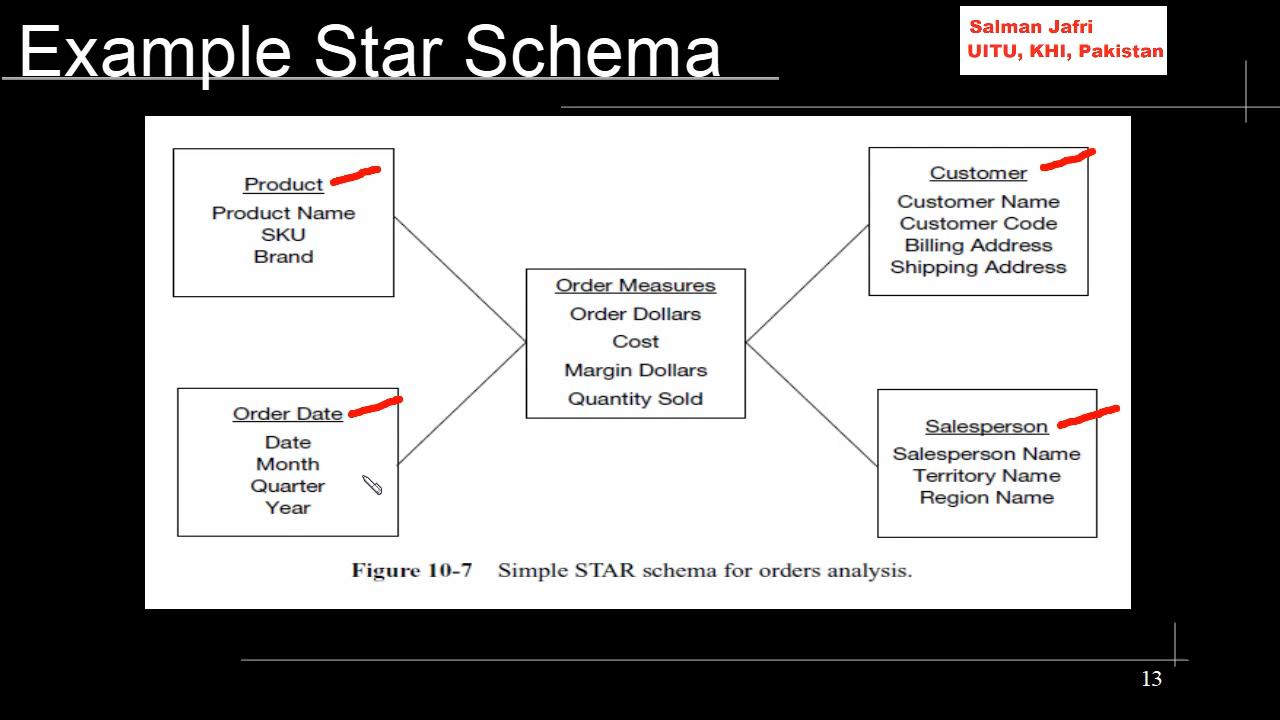 Example Star Schema
Salman Jafri
UITU, KHI, Pakistan
Product
Product Name
SKU
Brand
Customer
Customer Name
Customer Code
Billing Address
Shipping Address
Order Measures
Order Dollars
Cost
Margin Dollars
Quantity Sold
Order Date
Date
Month
Quarter
Year
Salesperson
Salesperson Name
Territory Name
Region Name
Figure 10-7 Simple STAR schema for orders analysis.
13